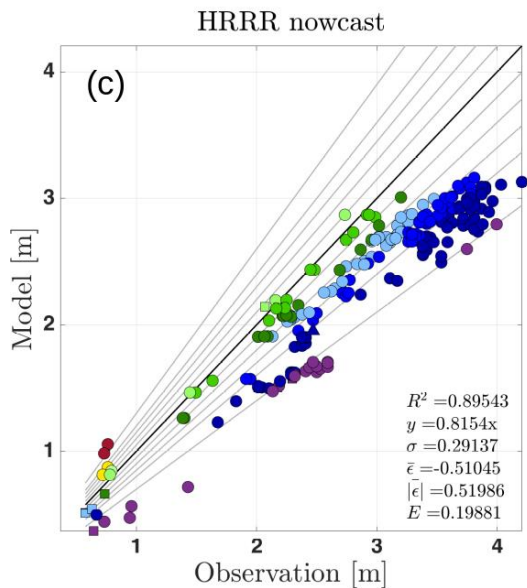 HRRR nowcast
(c)
4
3
2
1
Model [m]
R² =0.89543
y =0.8154x
σ =0.29137
ϵ̄ =-0.51045
|ϵ̄| =0.51986
E =0.19881
1 2 3 4
Observation [m]